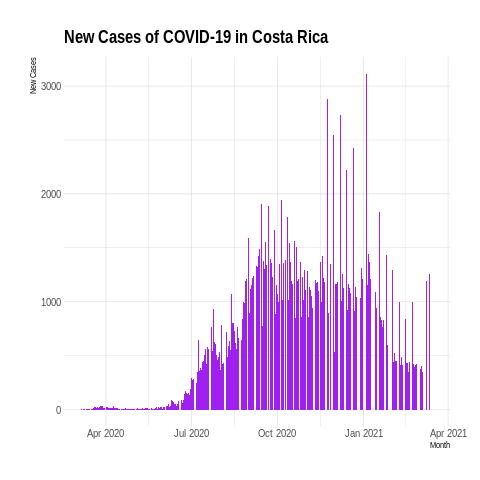 New Cases of COVID-19 in Costa Rica
New Cases
3000
2000
1000
0
Apr 2020 Jul 2020 Oct 2020 Jan 2021 Apr 2021
Month